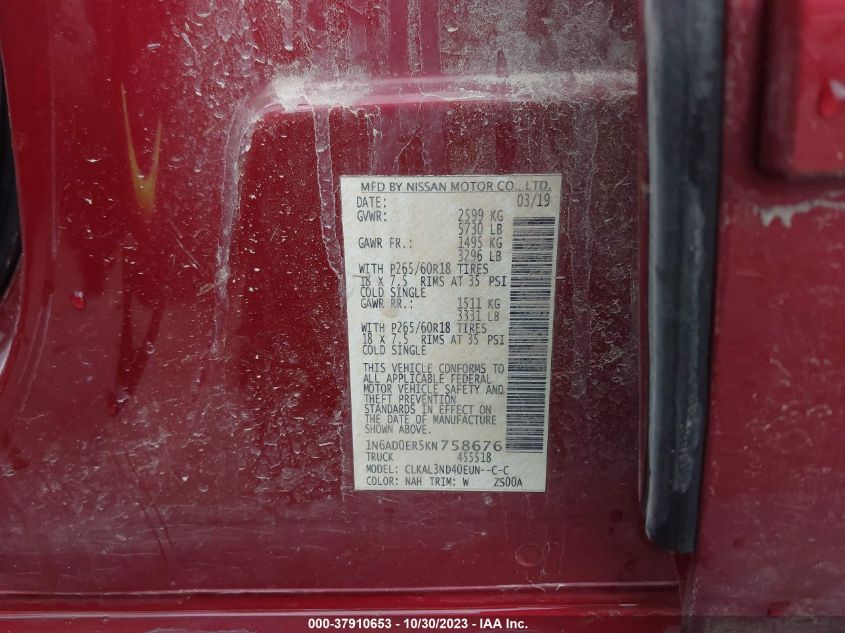 MFD BY NISSAN MOTOR CO., LTD.
DATE: 03/19
GVWR: 2599 KG
5730 LB
GAWR FR.: 1495 KG
3296 LB
WITH P265/60R18 TIRES
18 X 7.5 RIMS AT 35 PSI
COLD SINGLE
GAWR RR.: 1511 KG
3331 LB
WITH P265/60R18 TIRES
18 X 7.5 RIMS AT 35 PSI
COLD SINGLE
THIS VEHICLE CONFORMS TO
ALL APPLICABLE FEDERAL
MOTOR VEHICLE SAFETY AND
THEFT PREVENTION
STANDARDS IN EFFECT ON
THE DATE OF MANUFACTURE
SHOWN ABOVE.
1N6AD0ER5KN758676
TRUCK 455518
MODEL: CLKAL3ND40EUN--C-C
COLOR: NAH TRIM: W ZS00A
000-37910653 - 10/30/2023 - IAA Inc.